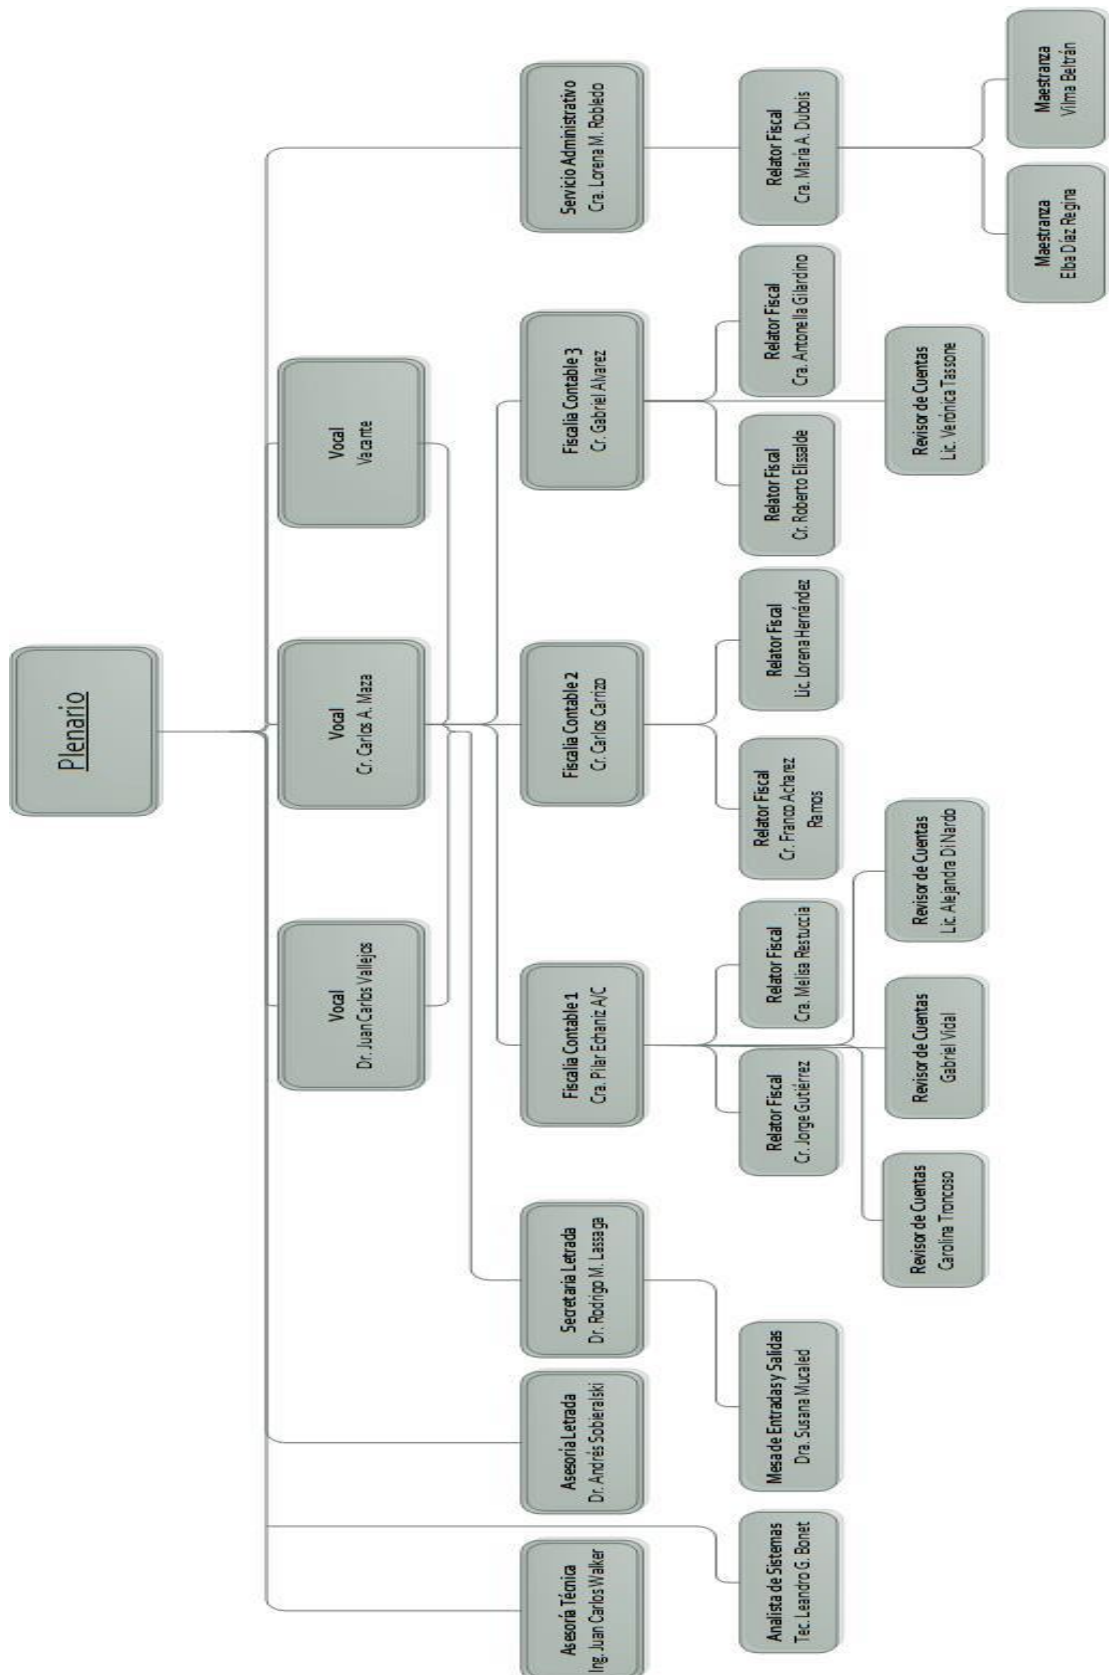 Plenario
Vocal
Dr. Juan Carlos Vallejos
Vocal
Cr. Carlos A. Maza
Vocal
Vacante
Asesoría Técnica
Ing. Juan Carlos Walker
Asesoría Letrada
Dr. Andrés Sobieralski
Secretaria Letrada
Dr. Rodrigo M. Lassaga
Fiscalia Contable 1
Cra. Pilar Echaniz A/C
Fiscalia Contable 2
Cr. Carlos Carrizo
Fiscalia Contable 3
Cr. Gabriel Alvarez
Servicio Administrativo
Cra. Lorena M. Robledo
Analista de Sistemas
Tec. Leandro G. Bonet
Mesa de Entradas y Salidas
Dra. Susana Mucaled
Relator Fiscal
Cr. Jorge Gutiérrez
Relator Fiscal
Cra. Melisa Restuccia
Relator Fiscal
Cr. Franco Acharez
Ramos
Relator Fiscal
Lic. Lorena Hernández
Relator Fiscal
Cr. Roberto Elissalde
Relator Fiscal
Cra. Antonella Gilardino
Relator Fiscal
Cra. María A. Dubois
Revisor de Cuentas
Carolina Troncoso
Revisor de Cuentas
Gabriel Vidal
Revisor de Cuentas
Lic. Alejandra Di Nardo
Revisor de Cuentas
Lic. Verónica Tassone
Maestranza
Elba Díaz Regina
Maestranza
Vilma Beltrán